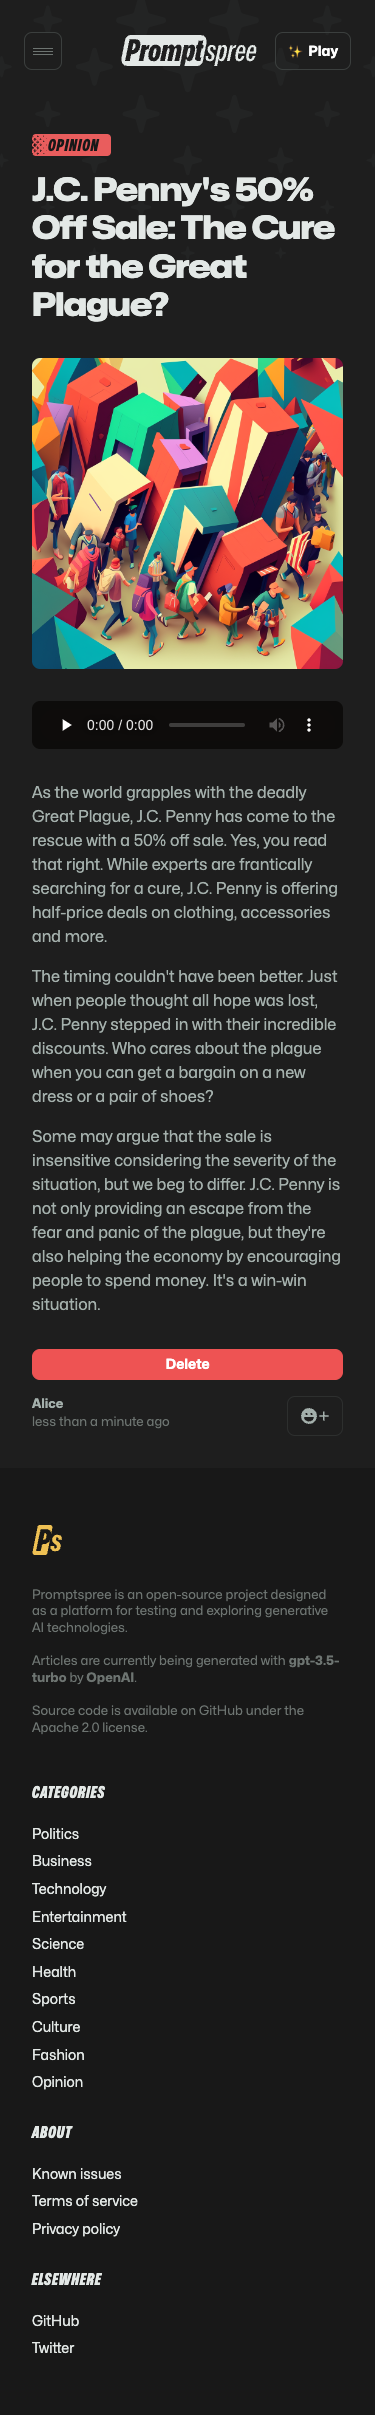 Promptspree
✨ Play
OPINION
J.C. Penny's 50%
Off Sale: The Cure
for the Great
Plague?
0:00 / 0:00
As the world grapples with the deadly
Great Plague, J.C. Penny has come to the
rescue with a 50% off sale. Yes, you read
that right. While experts are frantically
searching for a cure, J.C. Penny is offering
half-price deals on clothing, accessories
and more.
The timing couldn't have been better. Just
when people thought all hope was lost,
J.C. Penny stepped in with their incredible
discounts. Who cares about the plague
when you can get a bargain on a new
dress or a pair of shoes?
Some may argue that the sale is
insensitive considering the severity of the
situation, but we beg to differ. J.C. Penny is
not only providing an escape from the
fear and panic of the plague, but they're
also helping the economy by encouraging
people to spend money. It's a win-win
situation.
Delete
Alice
less than a minute ago
+
Ps
Promptspree is an open-source project designed
as a platform for testing and exploring generative
AI technologies.
Articles are currently being generated with gpt-3.5-
turbo by OpenAI.
Source code is available on GitHub under the
Apache 2.0 license.
CATEGORIES
Politics
Business
Technology
Entertainment
Science
Health
Sports
Culture
Fashion
Opinion
ABOUT
Known issues
Terms of service
Privacy policy
ELSEWHERE
GitHub
Twitter